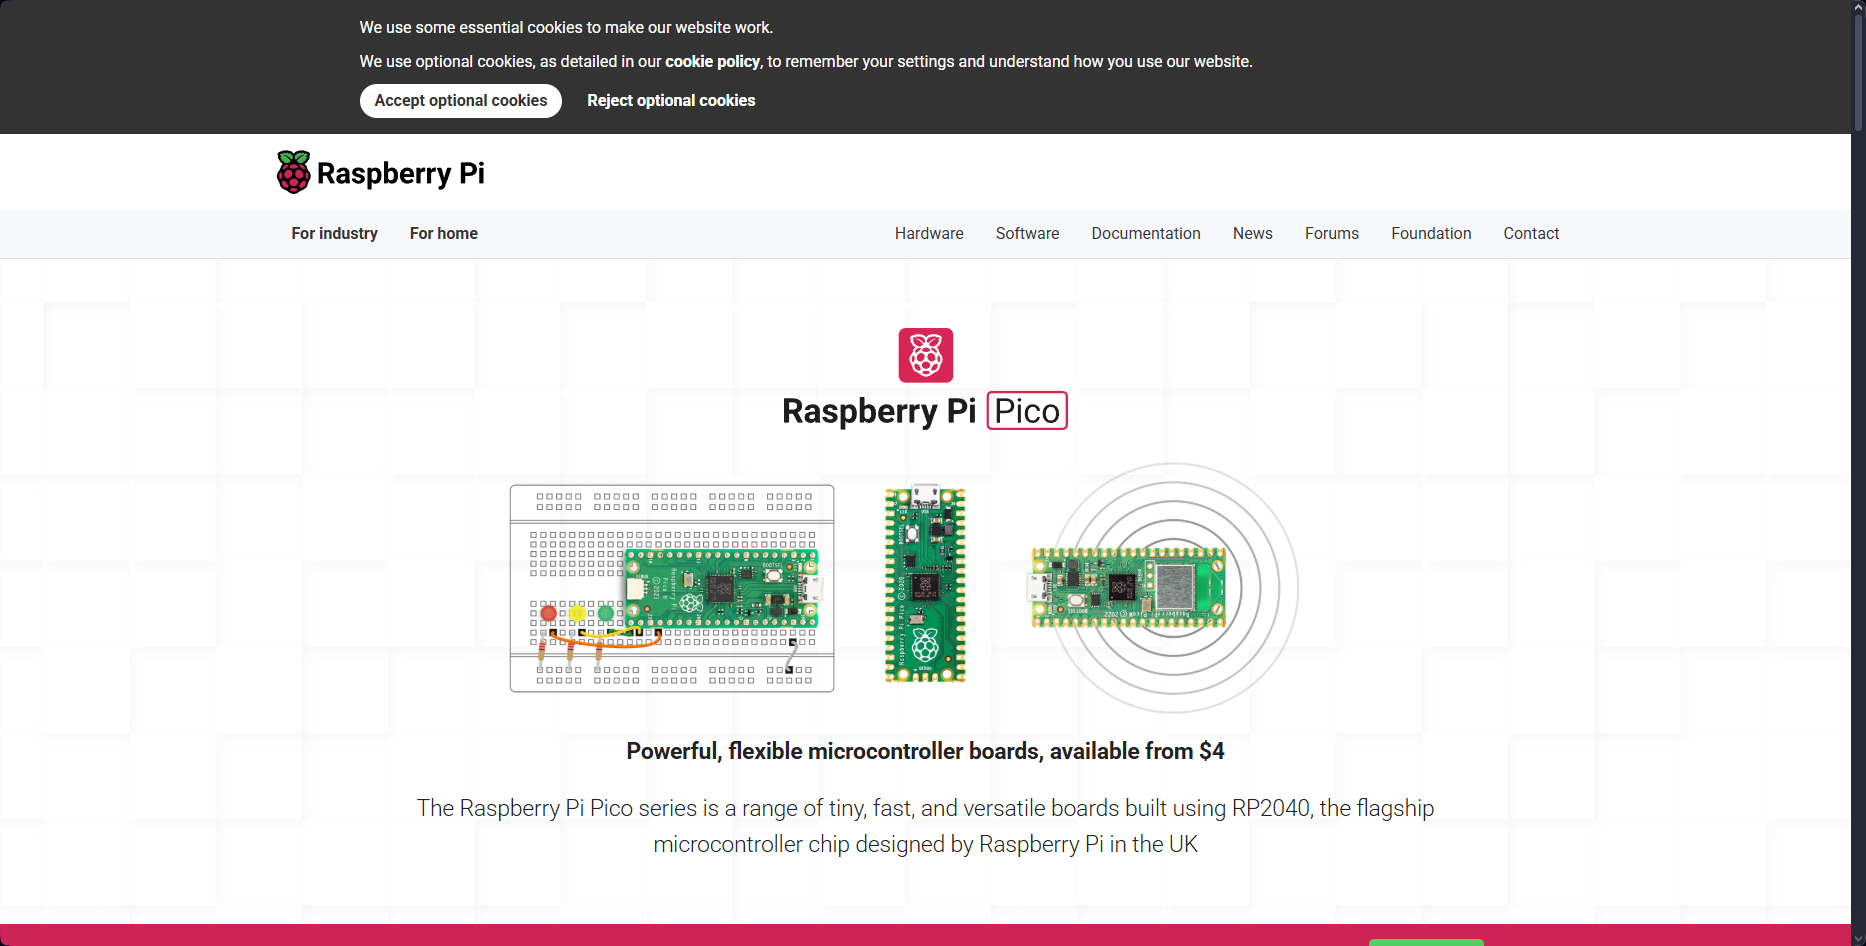 We use some essential cookies to make our website work.
We use optional cookies, as detailed in our cookie policy, to remember your settings and understand how you use our website.
Accept optional cookies Reject optional cookies
Raspberry Pi
For industry For home Hardware Software Documentation News Forums Foundation Contact
Raspberry Pi Pico
Powerful, flexible microcontroller boards, available from $4
The Raspberry Pi Pico series is a range of tiny, fast, and versatile boards built using RP2040, the flagship
microcontroller chip designed by Raspberry Pi in the UK